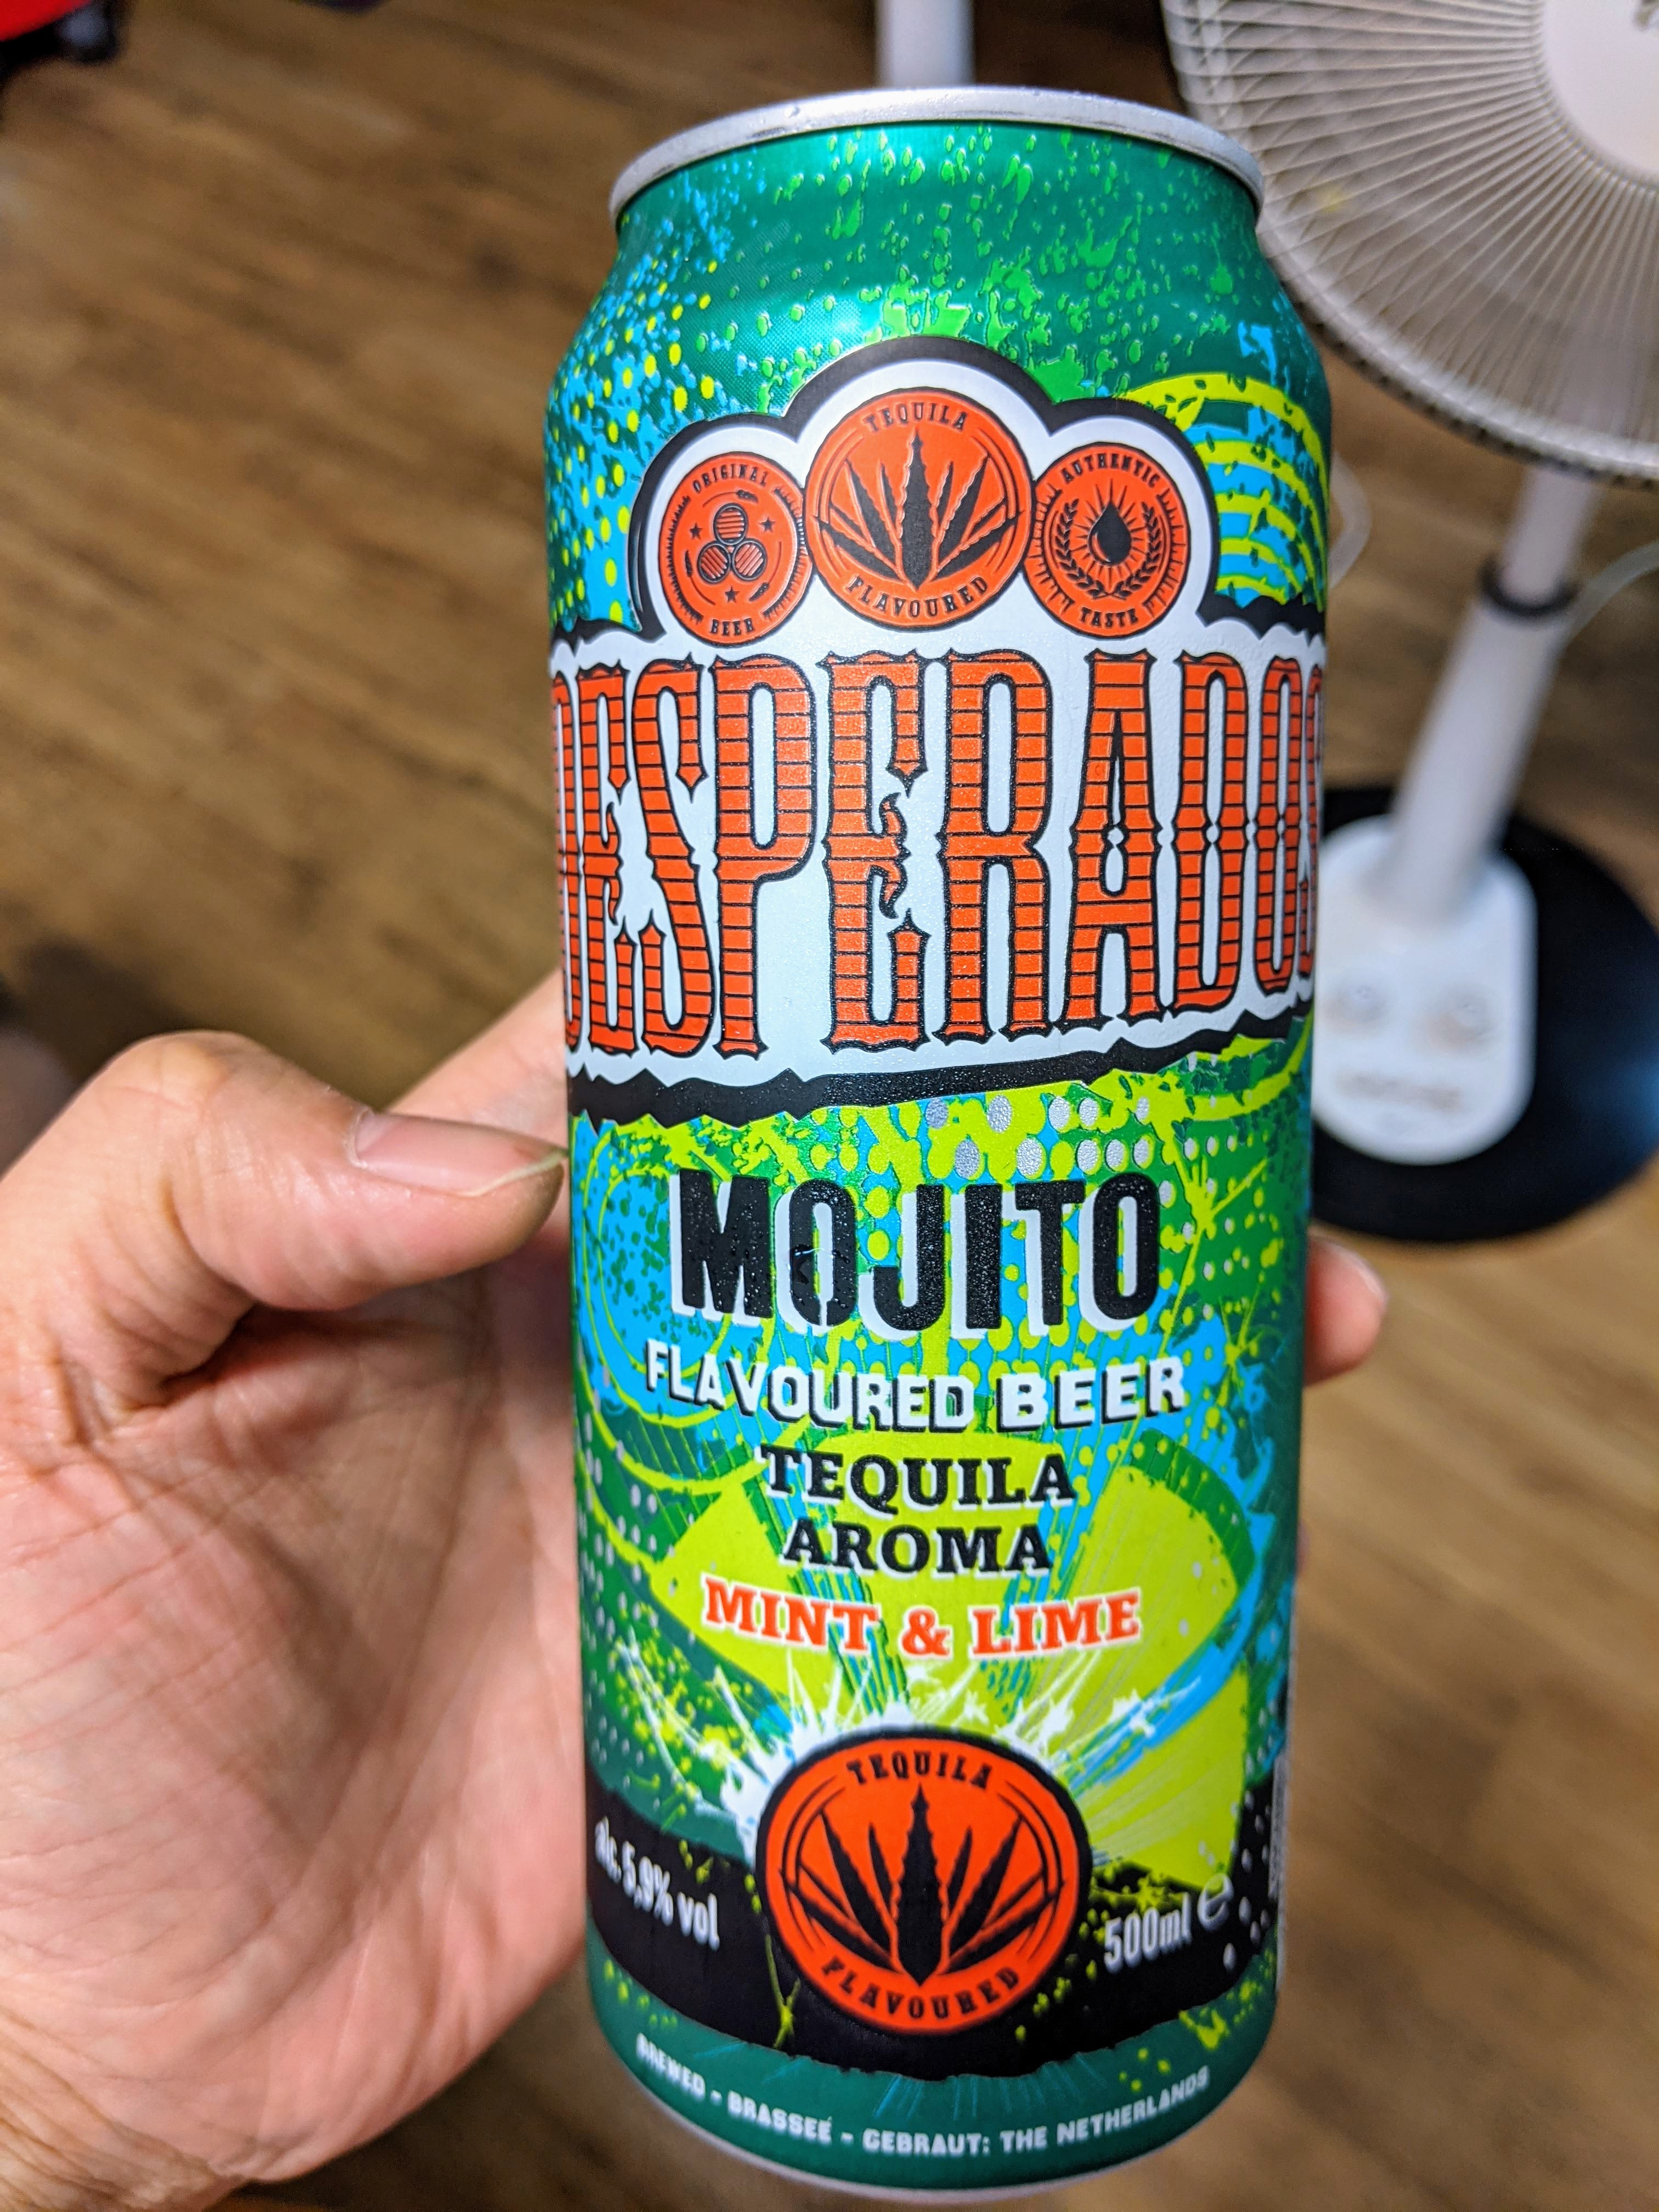 ORIGINAL BEER
TEQUILA FLAVOURED
AUTHENTIC TASTE
DESPERADOS
MOJITO
FLAVOURED BEER
TEQUILA
AROMA
MINT & LIME
TEQUILA FLAVOURED
Alc. 5,9% vol
500ml e
BREWED - BRASSEÉ - GEBRAUT: THE NETHERLANDS